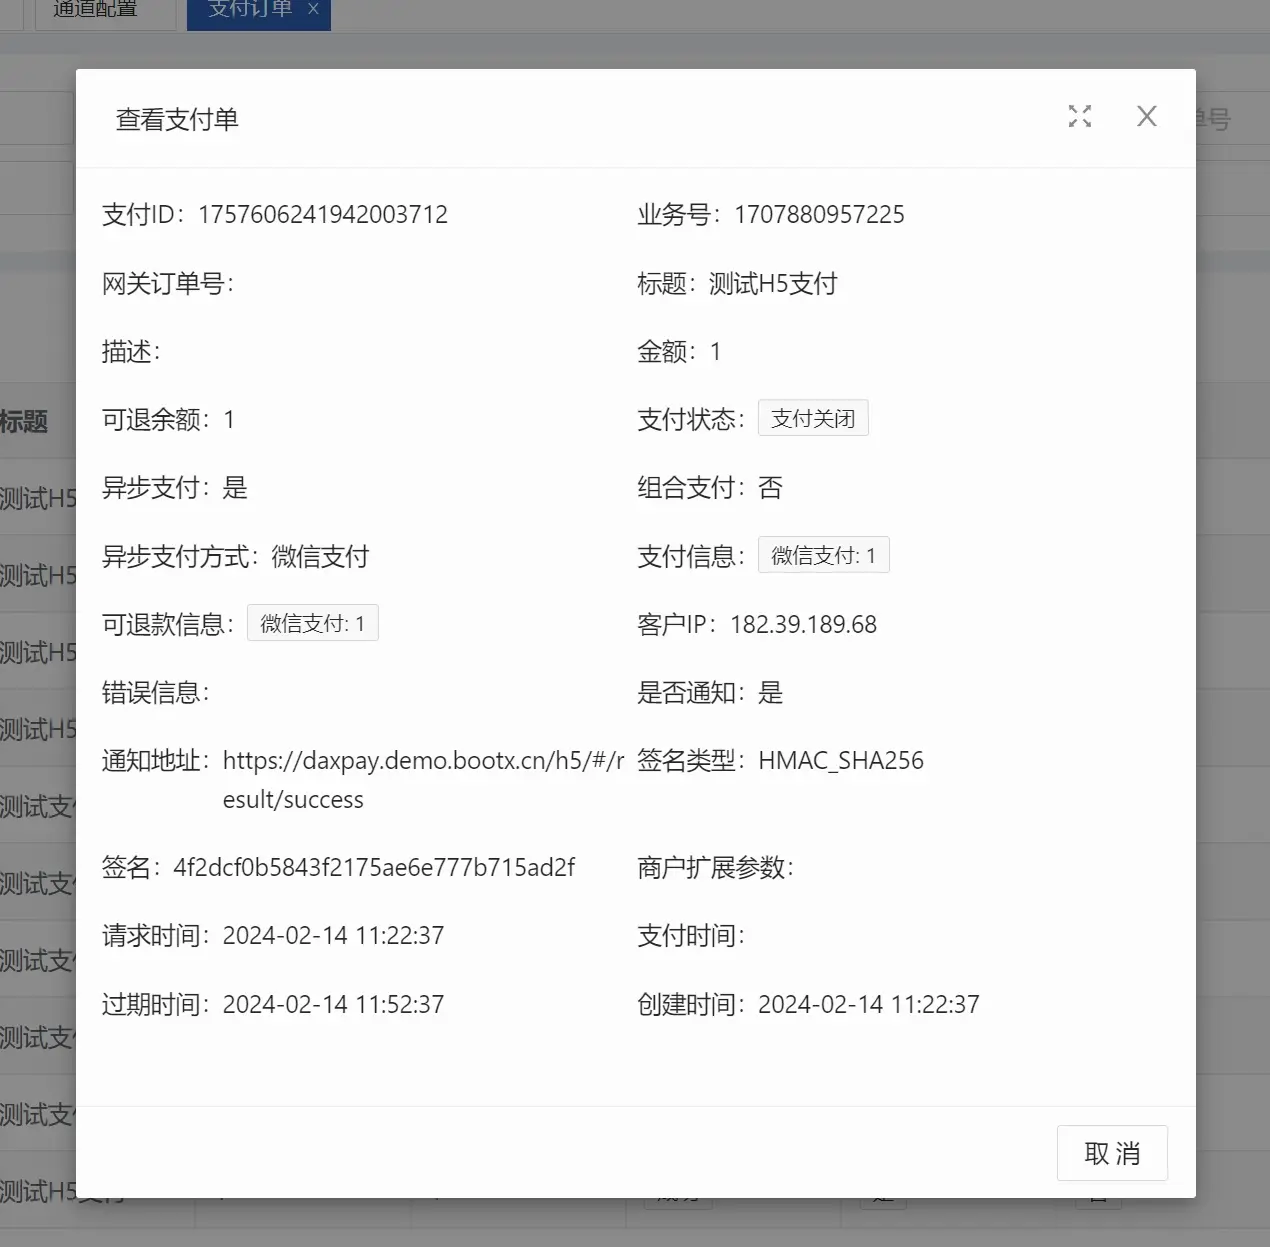 通道配置
支付订单 ×
单号
查看支付单
支付ID：1757606241942003712
业务号：1707880957225
网关订单号：
标题：测试H5支付
描述：
金额：1
可退余额：1
支付状态：支付关闭
标题
异步支付：是
组合支付：否
测试H5
异步支付方式：微信支付
支付信息：微信支付: 1
测试H5
可退款信息：微信支付: 1
客户IP：182.39.189.68
测试H5
错误信息：
是否通知：是
测试H5
通知地址：https://daxpay.demo.bootx.cn/h5/#/r
esult/success
签名类型：HMAC_SHA256
测试支
签名：4f2dcf0b5843f2175ae6e777b715ad2f
商户扩展参数：
测试支
请求时间：2024-02-14 11:22:37
支付时间：
测试支
过期时间：2024-02-14 11:52:37
创建时间：2024-02-14 11:22:37
测试支
测试支
取 消
测试H5支付